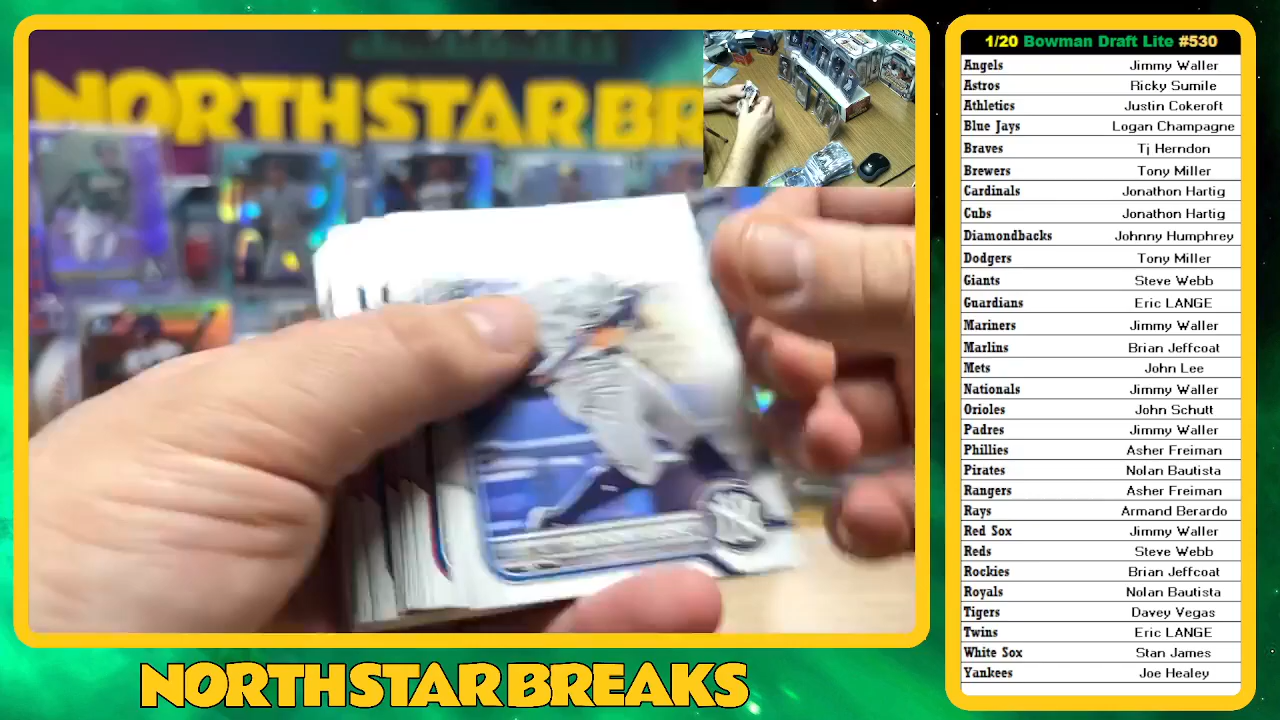 NORTHSTAR BREA
1/20 Bowman Draft Lite #530
Angels Jimmy Waller
Astros Ricky Sumile
Athletics Justin Cokeroft
Blue Jays Logan Champagne
Braves Tj Herndon
Brewers Tony Miller
Cardinals Jonathon Hartig
Cubs Jonathon Hartig
Diamondbacks Johnny Humphrey
Dodgers Tony Miller
Giants Steve Webb
Guardians Eric LANGE
Mariners Jimmy Waller
Marlins Brian Jeffcoat
Mets John Lee
Nationals Jimmy Waller
Orioles John Schutt
Padres Jimmy Waller
Phillies Asher Freiman
Pirates Nolan Bautista
Rangers Asher Freiman
Rays Armand Berardo
Red Sox Jimmy Waller
Reds Steve Webb
Rockies Brian Jeffcoat
Royals Nolan Bautista
Tigers Davey Vegas
Twins Eric LANGE
White Sox Stan James
Yankees Joe Healey
NORTHSTAR BREAKS